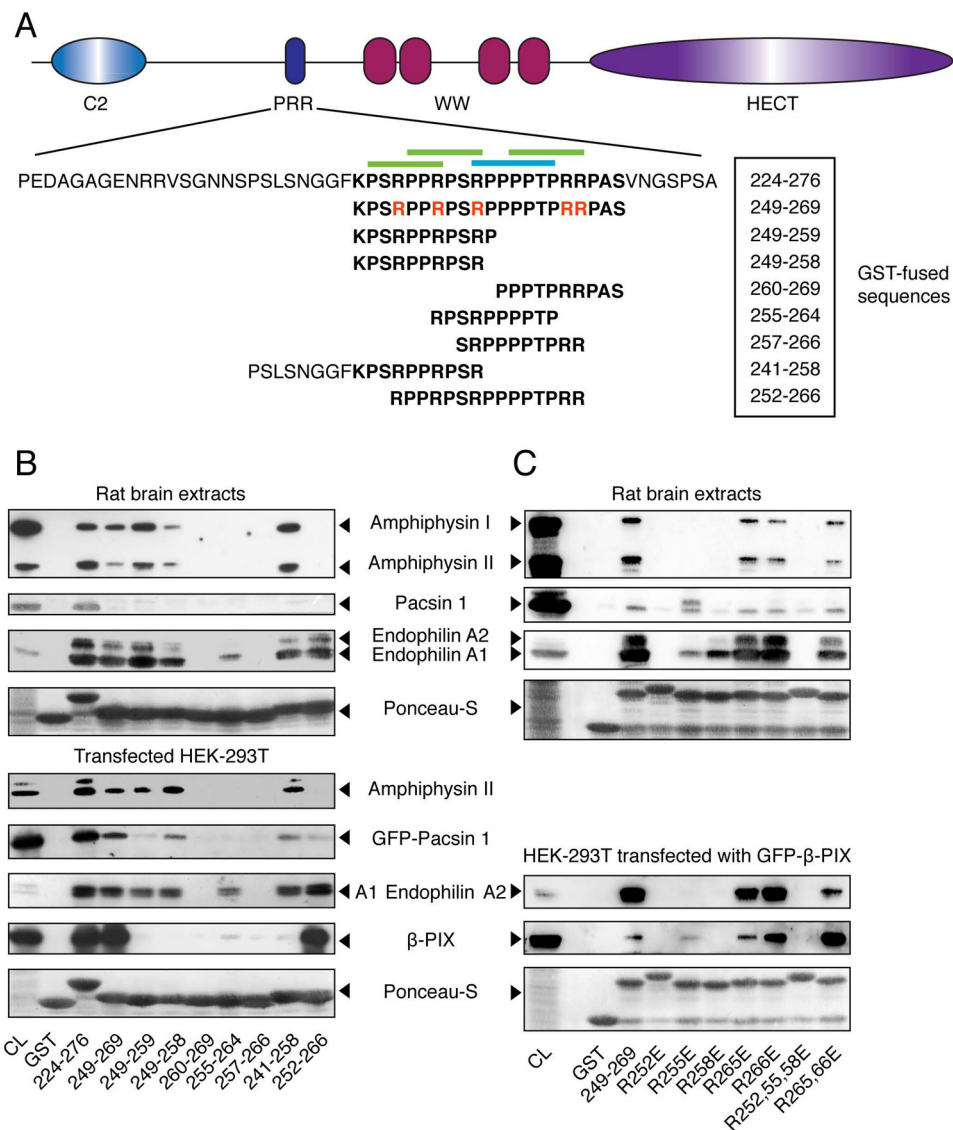 A
C2
PRR
WW
HECT
PEDAGAGENRRVSGNNSPSLSNGGFKPSRPPRPSRPPPPTPRRPASVNGSPSA
224-276
KPSRPPRPSRPPPPTPRRPAS
249-269
KPSRPPRPSRP
249-259
KPSRPPRPSR
249-258
PPPTPRRPAS
260-269
RPSRPPPPTP
255-264
SRPPPPTPRR
257-266
PSLSNGGFKPSRPPRPSR
241-258
RPPRPSRPPPPTPRR
252-266
GST-fused
sequences
B
Rat brain extracts
Amphiphysin I
Amphiphysin II
Pacsin 1
Endophilin A2
Endophilin A1
Ponceau-S
Transfected HEK-293T
Amphiphysin II
GFP-Pacsin 1
A1 Endophilin A2
β-PIX
Ponceau-S
CL
GST
224-276
249-269
249-259
249-258
260-269
255-264
257-266
241-258
252-266
C
Rat brain extracts
HEK-293T transfected with GFP-β-PIX
CL
GST
249-269
R252E
R255E
R258E
R265E
R266E
R252,55,58E
R265,66E